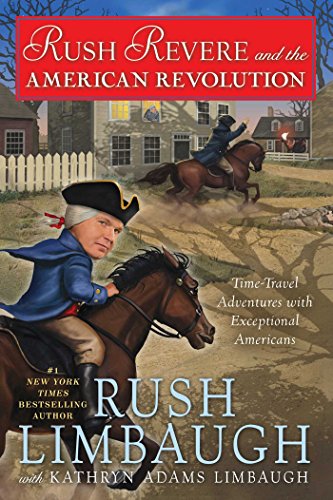 RUSH REVERE and the
AMERICAN REVOLUTION
Time-Travel
Adventures with
Exceptional
Americans
#1
NEW YORK
TIMES
BESTSELLING
AUTHOR
RUSH
LIMBAUGH
with KATHRYN ADAMS LIMBAUGH